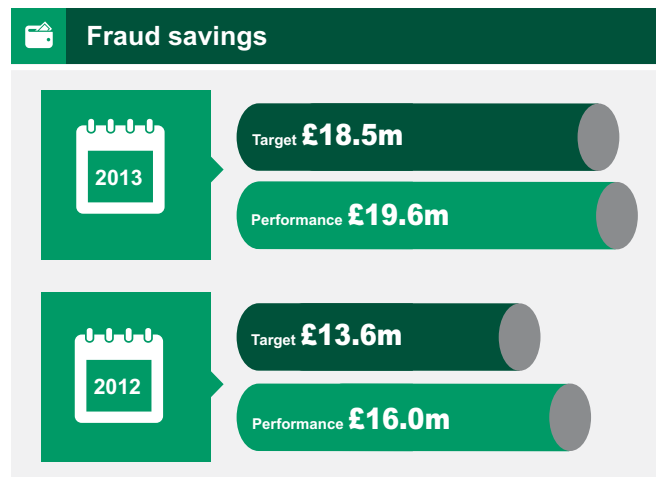 Fraud savings
2013
Target £18.5m
Performance £19.6m
2012
Target £13.6m
Performance £16.0m